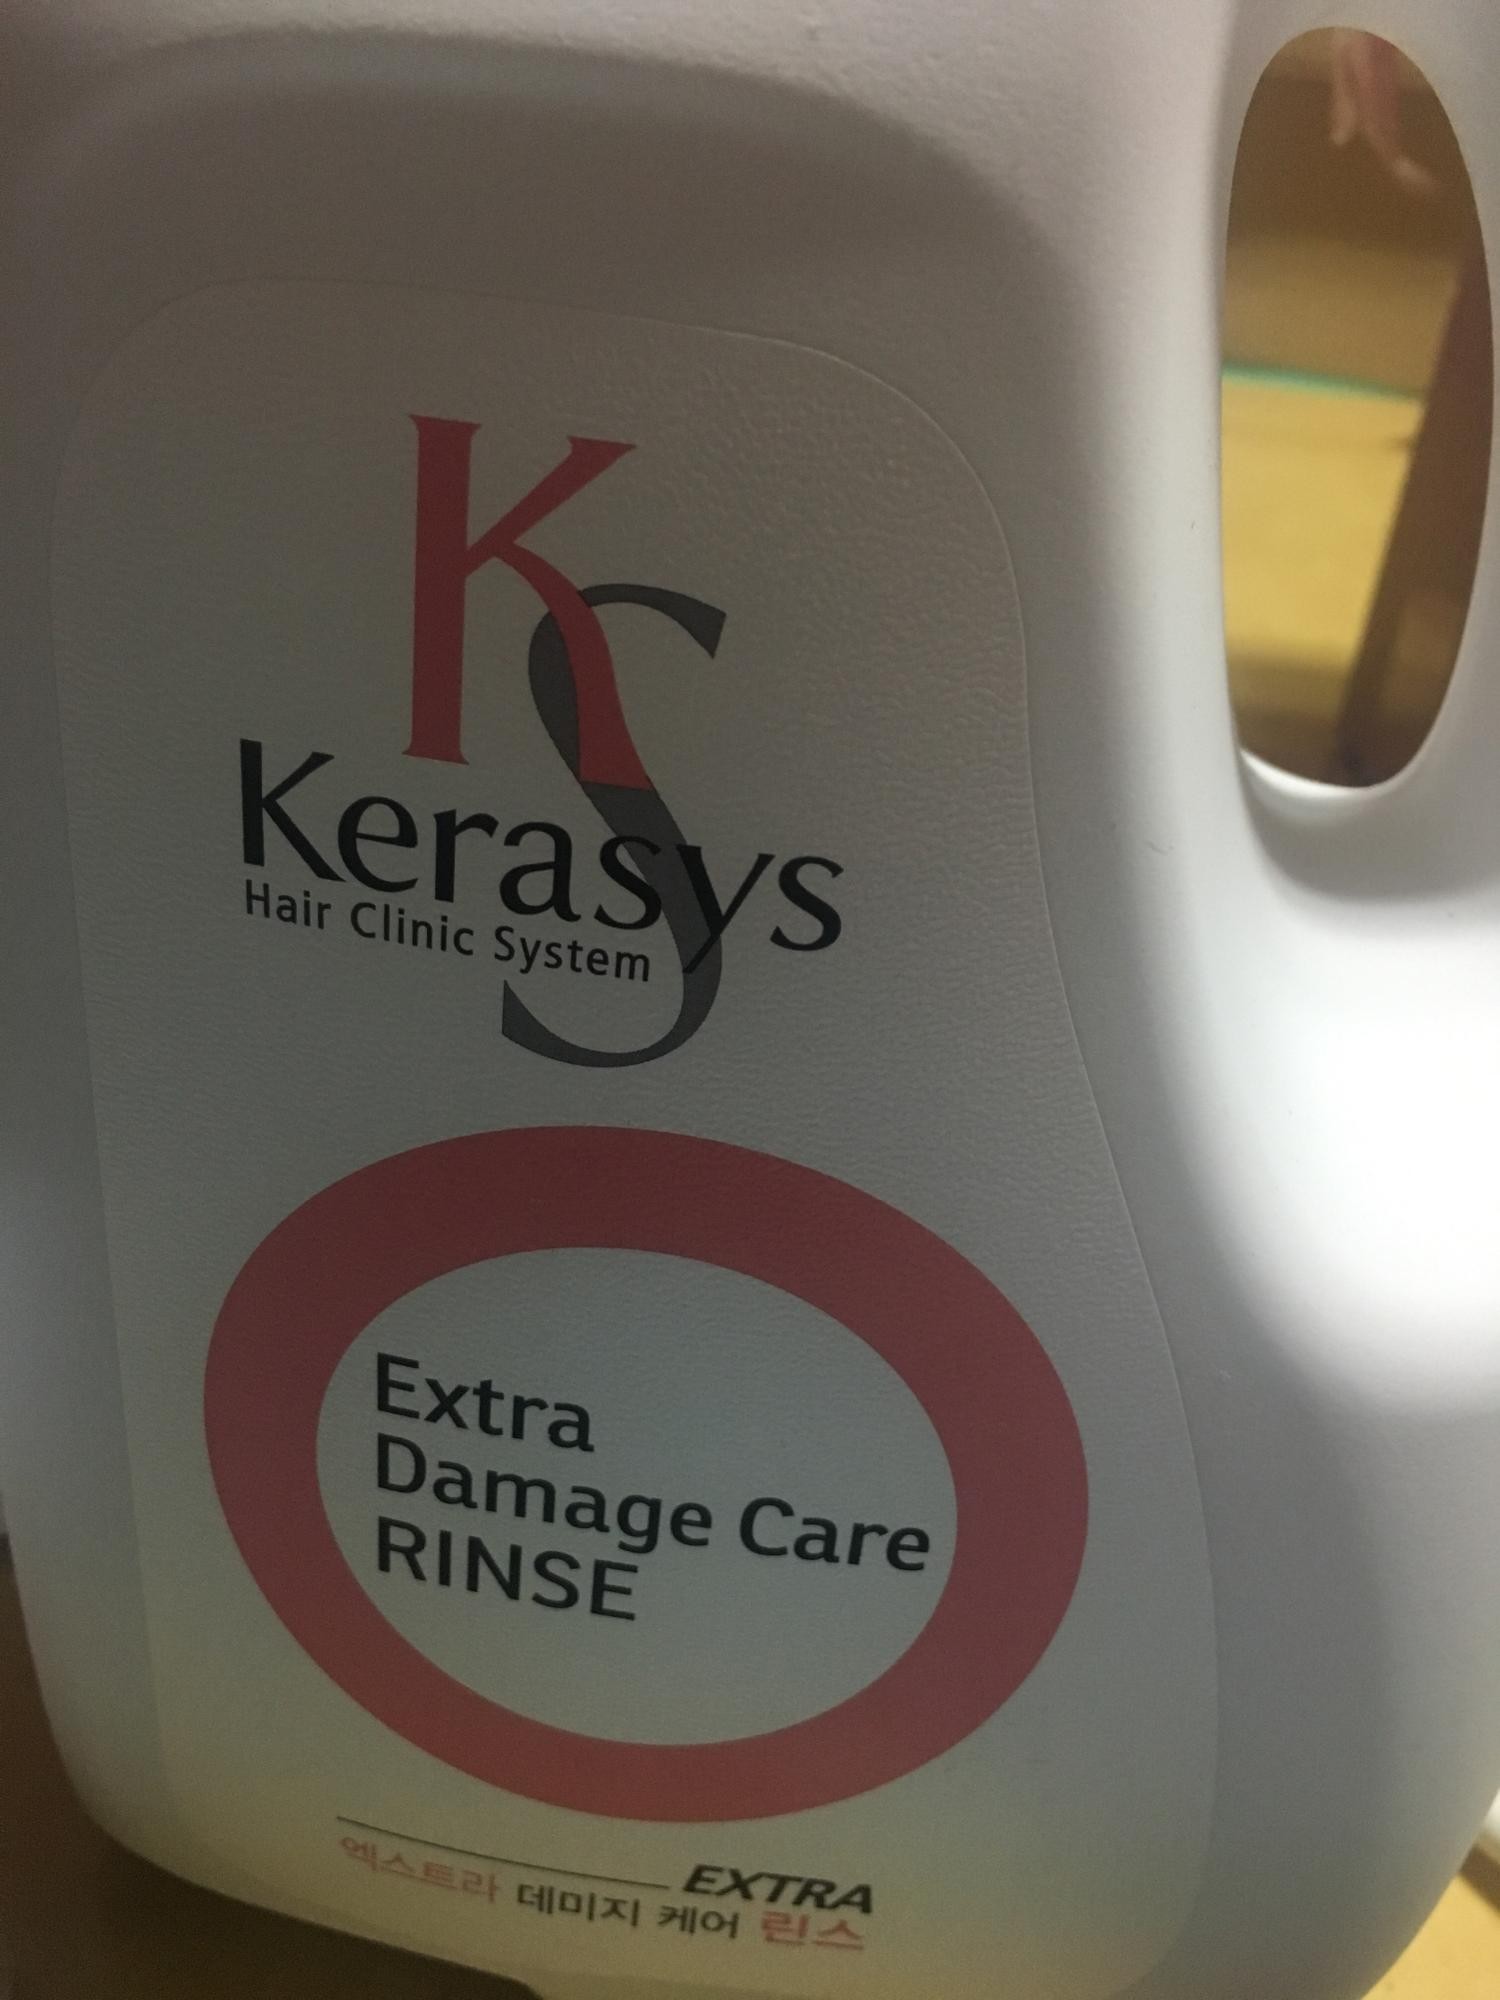 KS
Kerasys
Hair Clinic System
Extra
Damage Care
RINSE
EXTRA
엑스트라 데미지 케어 린스